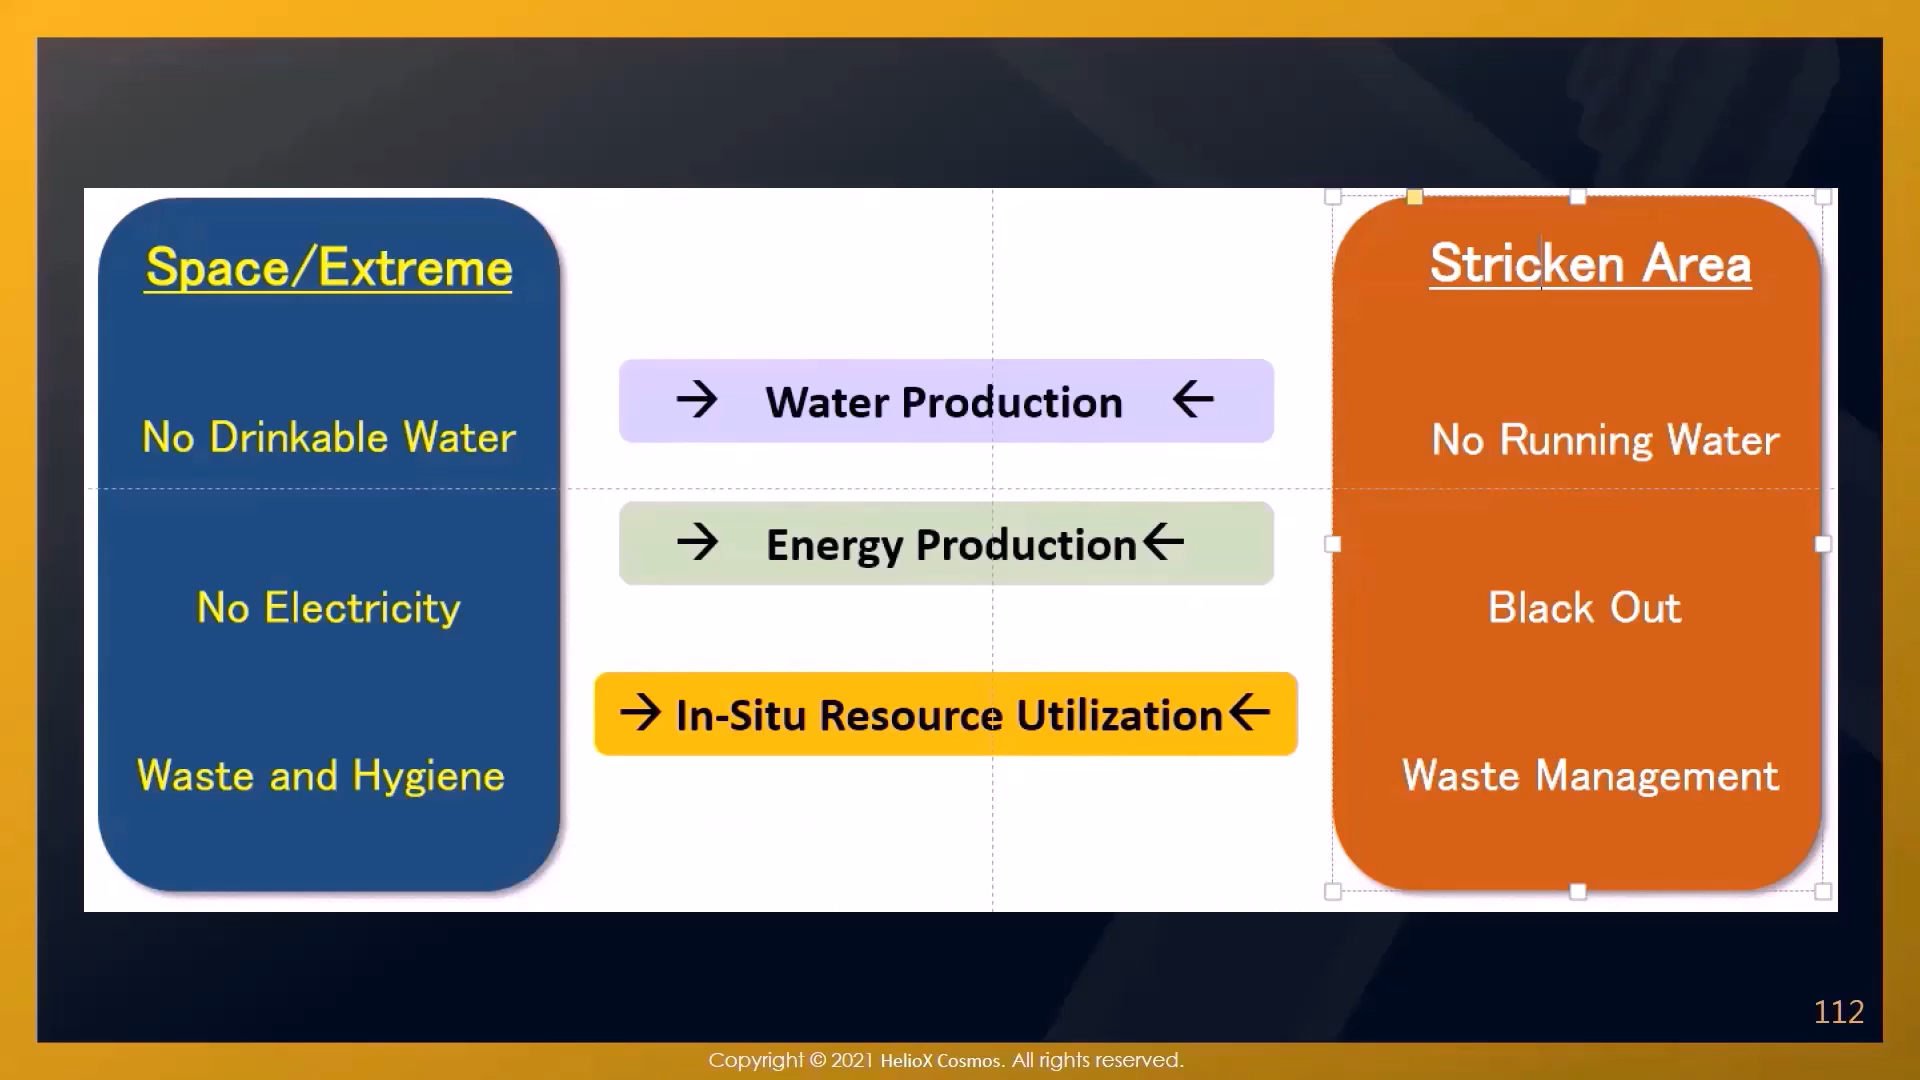 Space/Extreme
No Drinkable Water
No Electricity
Waste and Hygiene
→ Water Production ←
→ Energy Production←
→ In-Situ Resource Utilization←
Stricken Area
No Running Water
Black Out
Waste Management
112
Copyright © 2021 HelioX Cosmos. All rights reserved.